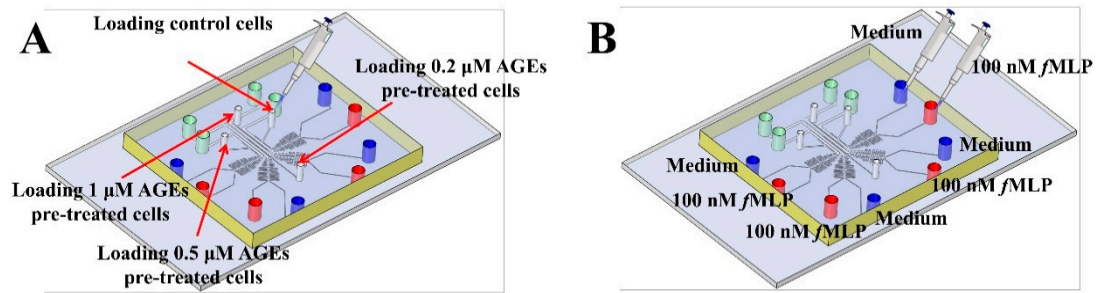 A
Loading control cells
Loading 0.2 μM AGEs
pre-treated cells
Loading 1 μM AGEs
pre-treated cells
Loading 0.5 μM AGEs
pre-treated cells
B
Medium
100 nM fMLP
Medium
100 nM fMLP
Medium
100 nM fMLP
Medium
100 nM fMLP